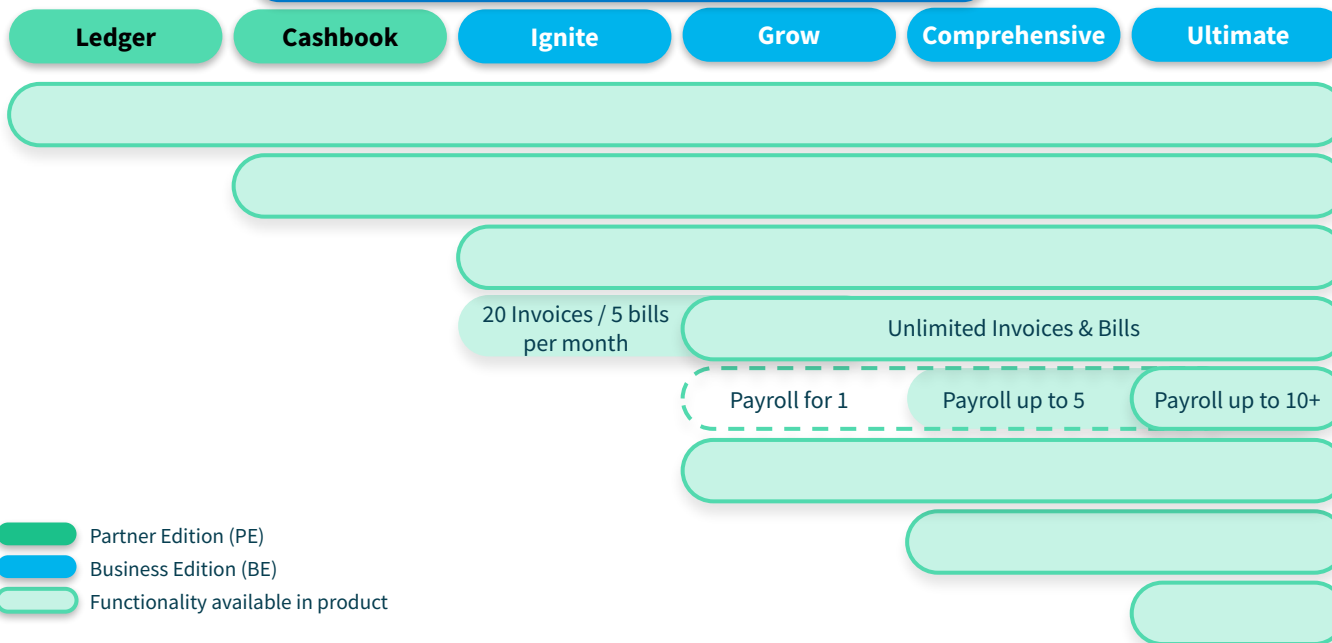 Ledger
Cashbook
Ignite
Grow
Comprehensive
Ultimate
20 Invoices / 5 bills
per month
Unlimited Invoices & Bills
Payroll for 1
Payroll up to 5
Payroll up to 10+
Partner Edition (PE)
Business Edition (BE)
Functionality available in product